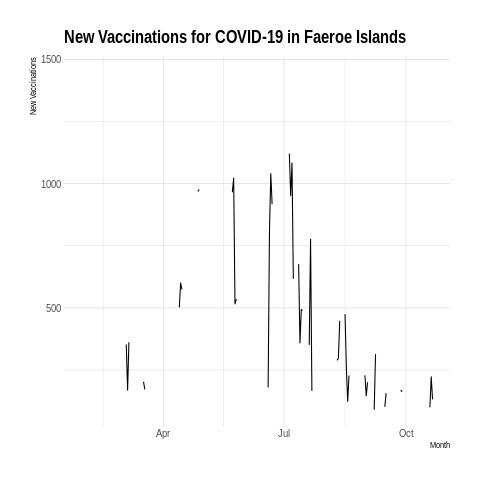 New Vaccinations for COVID-19 in Faeroe Islands
New Vaccinations
1500
1000
500
Apr
Jul
Oct
Month